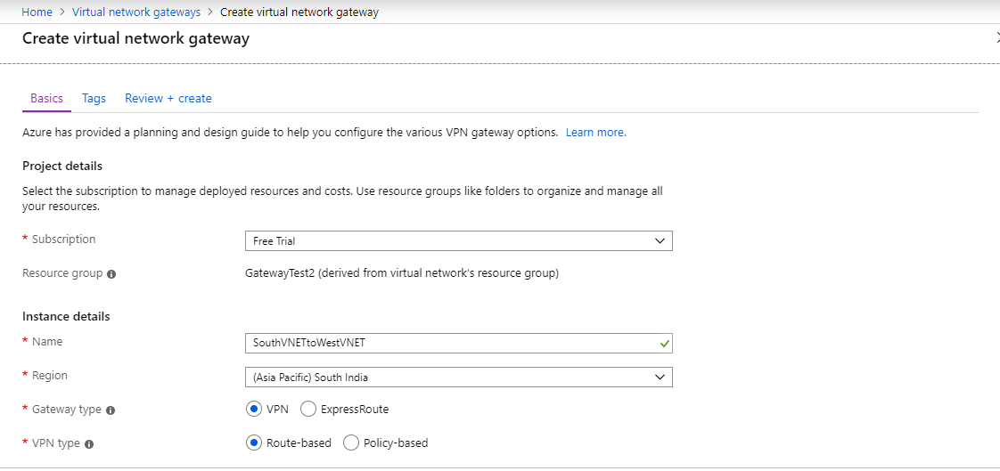 Home > Virtual network gateways > Create virtual network gateway
Create virtual network gateway
Basics Tags Review + create
Azure has provided a planning and design guide to help you configure the various VPN gateway options. Learn more.
Project details
Select the subscription to manage deployed resources and costs. Use resource groups like folders to organize and manage all
your resources.
* Subscription Free Trial
Resource group GatewayTest2 (derived from virtual network's resource group)
Instance details
* Name SouthVNETtoWestVNET
* Region (Asia Pacific) South India
* Gateway type VPN ExpressRoute
* VPN type Route-based Policy-based